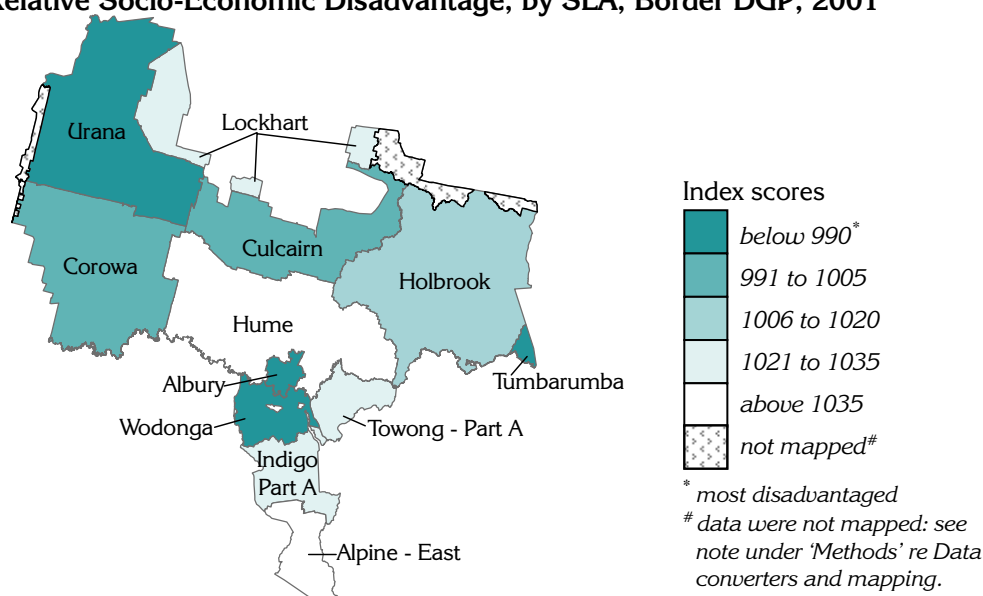 Relative Socio-Economic Disadvantage, by SLA, Border DGP, 2001
Urana
Lockhart
Culcairn
Corowa
Holbrook
Hume
Albury
Tumbarumba
Wodonga
Towong - Part A
Indigo
Part A
Alpine - East
Index scores
below 990*
991 to 1005
1006 to 1020
1021 to 1035
above 1035
not mapped#
* most disadvantaged
# data were not mapped: see
note under ‘Methods’ re Data
converters and mapping.